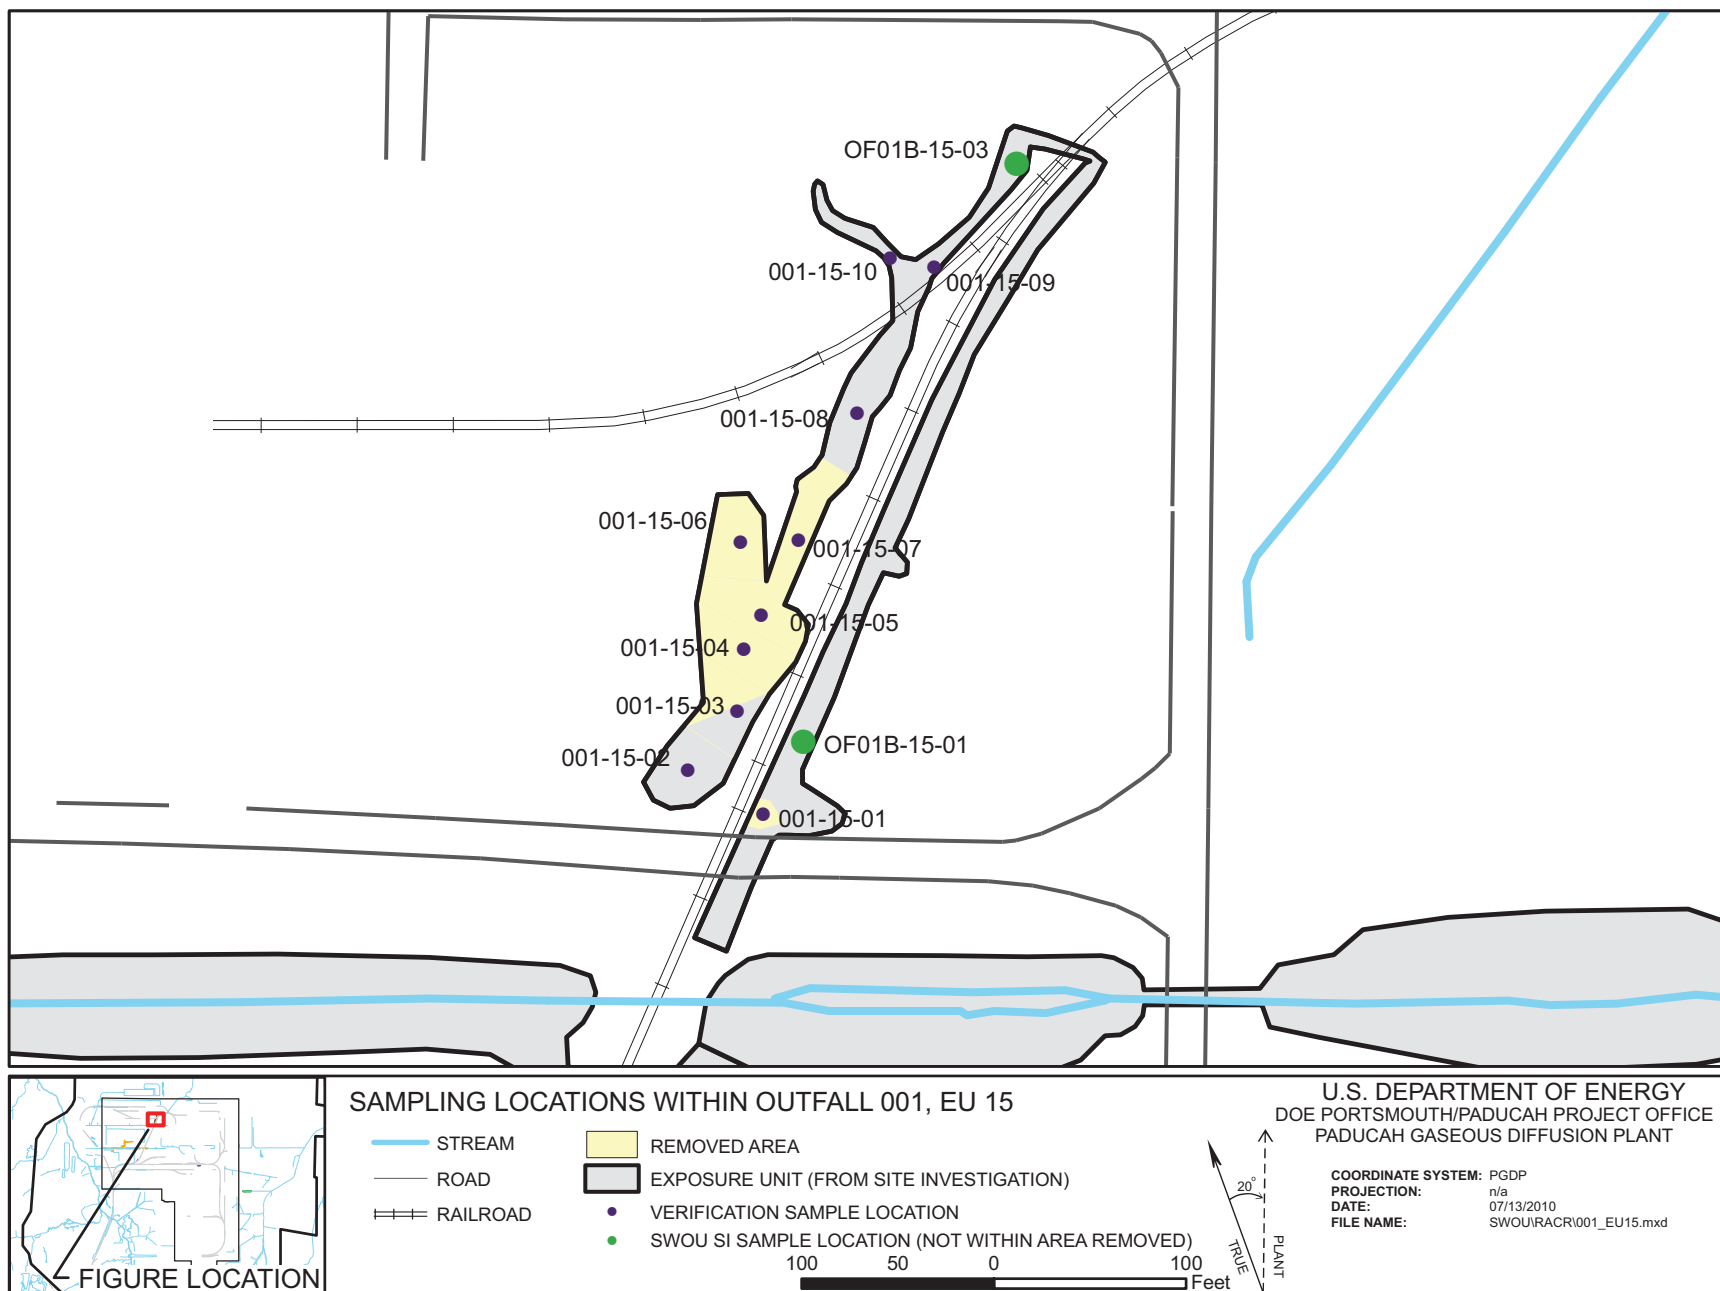 OF01B-15-03
001-15-10
001-15-09
001-15-08
001-15-06
001-15-07
001-15-05
001-15-04
001-15-03
OF01B-15-01
001-15-02
001-15-01
SAMPLING LOCATIONS WITHIN OUTFALL 001, EU 15
STREAM
ROAD
RAILROAD
REMOVED AREA
EXPOSURE UNIT (FROM SITE INVESTIGATION)
VERIFICATION SAMPLE LOCATION
SWOU SI SAMPLE LOCATION (NOT WITHIN AREA REMOVED)
100 50 0 100
Feet
FIGURE LOCATION
20°
TRUE
PLANT
U.S. DEPARTMENT OF ENERGY
DOE PORTSMOUTH/PADUCAH PROJECT OFFICE
PADUCAH GASEOUS DIFFUSION PLANT
COORDINATE SYSTEM: PGDP
PROJECTION: n/a
DATE: 07/13/2010
FILE NAME: SWOU\RACR\001_EU15.mxd